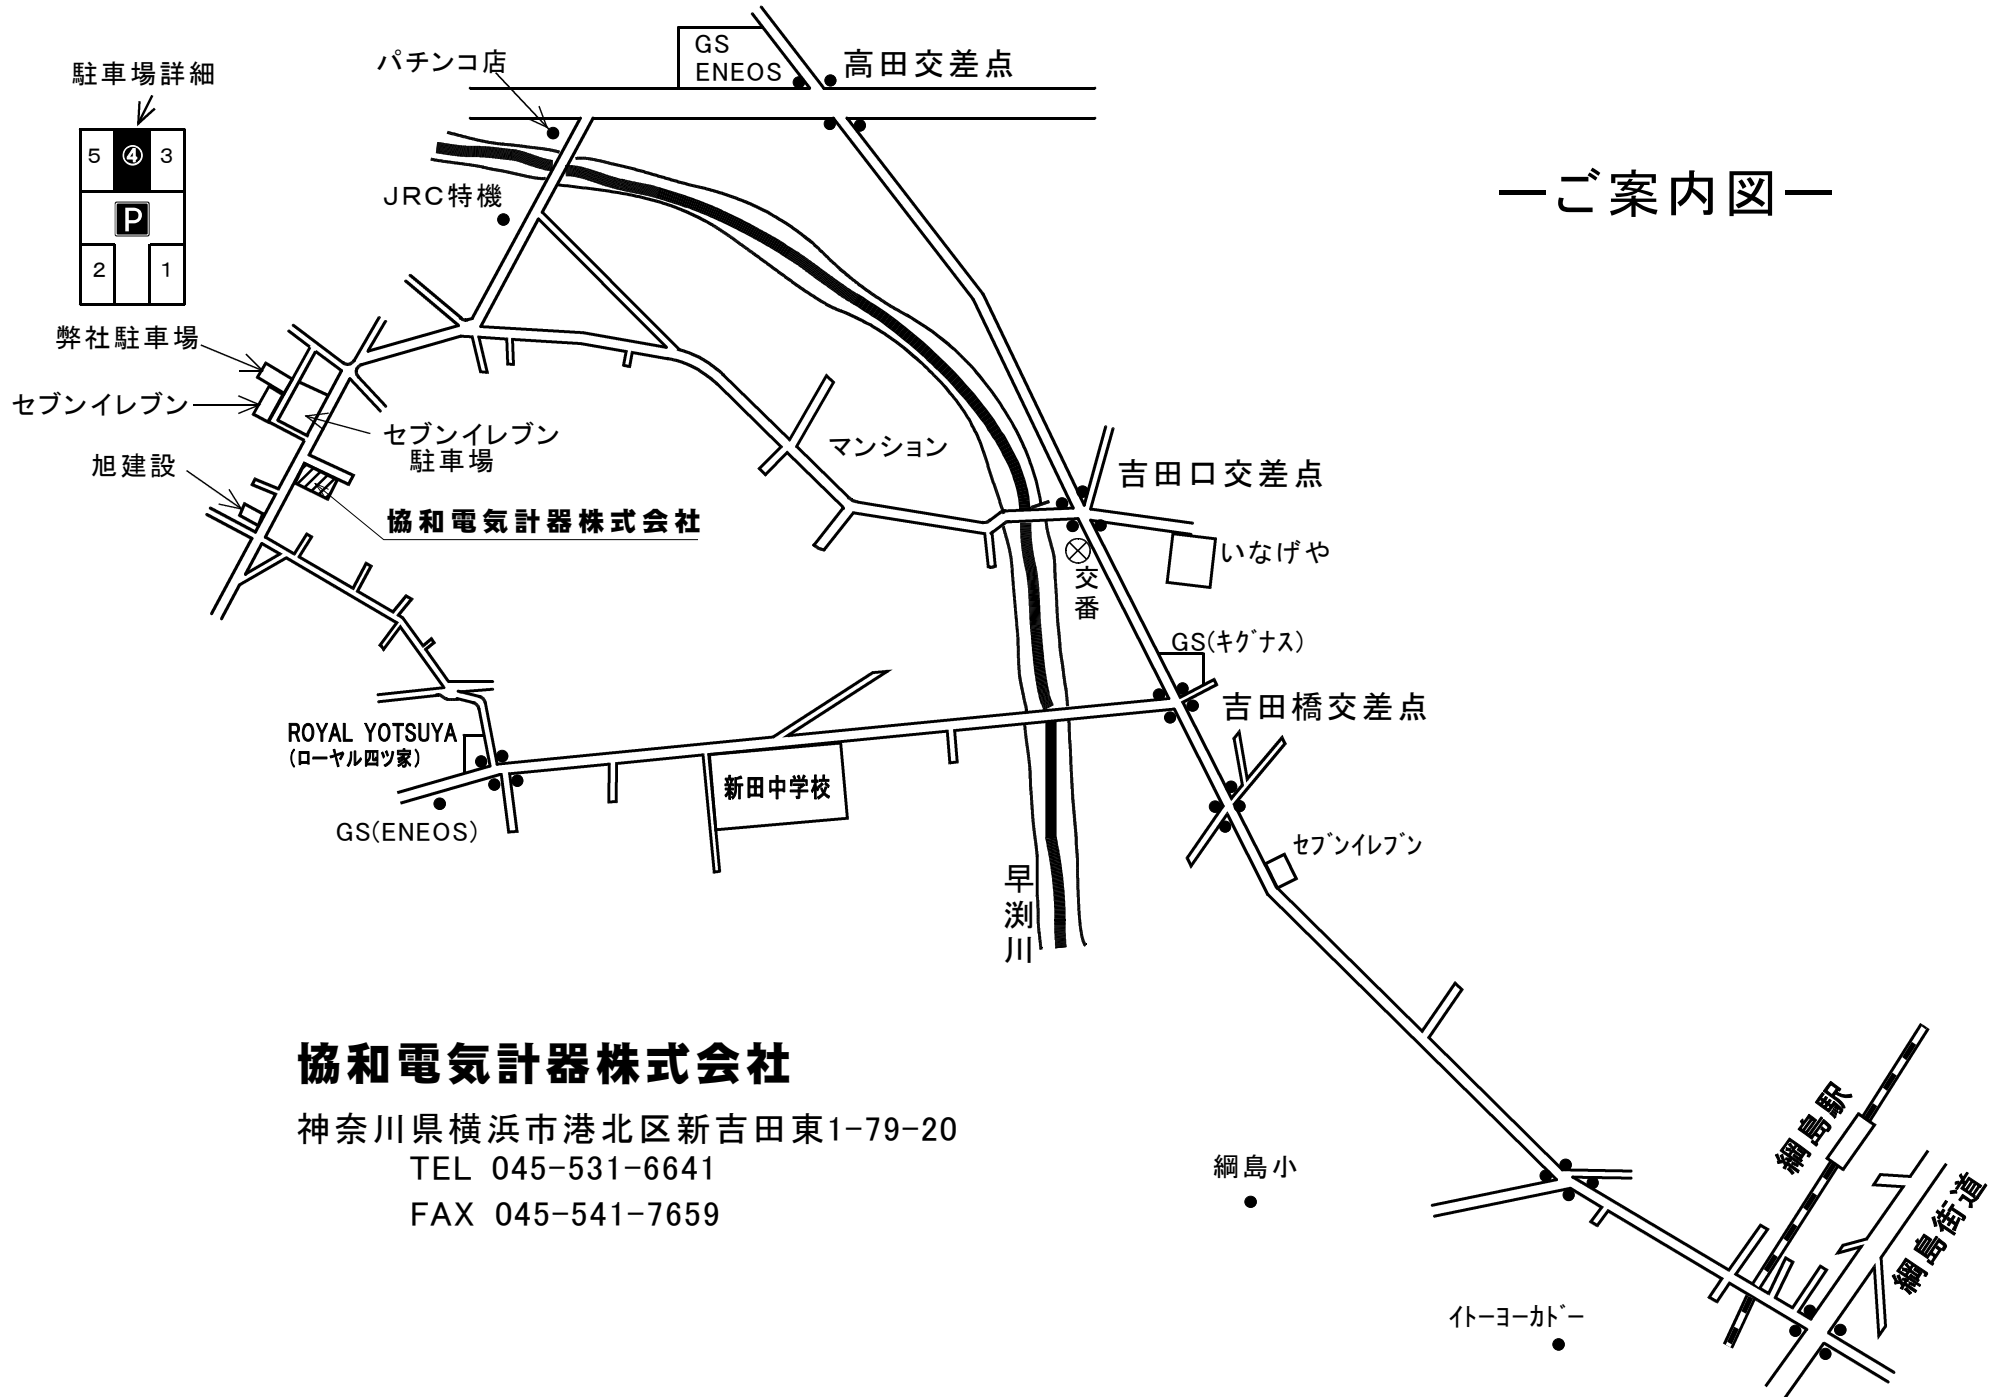 GS
ENEOS
高田交差点
パチンコ店
駐車場詳細
5
④
3
P
2
1
JRC特機
―ご案内図―
弊社駐車場
セブンイレブン
セブンイレブン
駐車場
旭建設
協和電気計器株式会社
マンション
吉田口交差点
いなげや
交番
GS(ｷｸﾞﾅｽ)
吉田橋交差点
ROYAL YOTSUYA
(ローヤル四ツ家)
GS(ENEOS)
新田中学校
ｾﾌﾞﾝｲﾚﾌﾞﾝ
早渕川
協和電気計器株式会社
神奈川県横浜市港北区新吉田東1-79-20
TEL 045-531-6641
FAX 045-541-7659
綱島小
綱島駅
綱島街道
ｲﾄｰﾖｰｶﾄﾞｰ